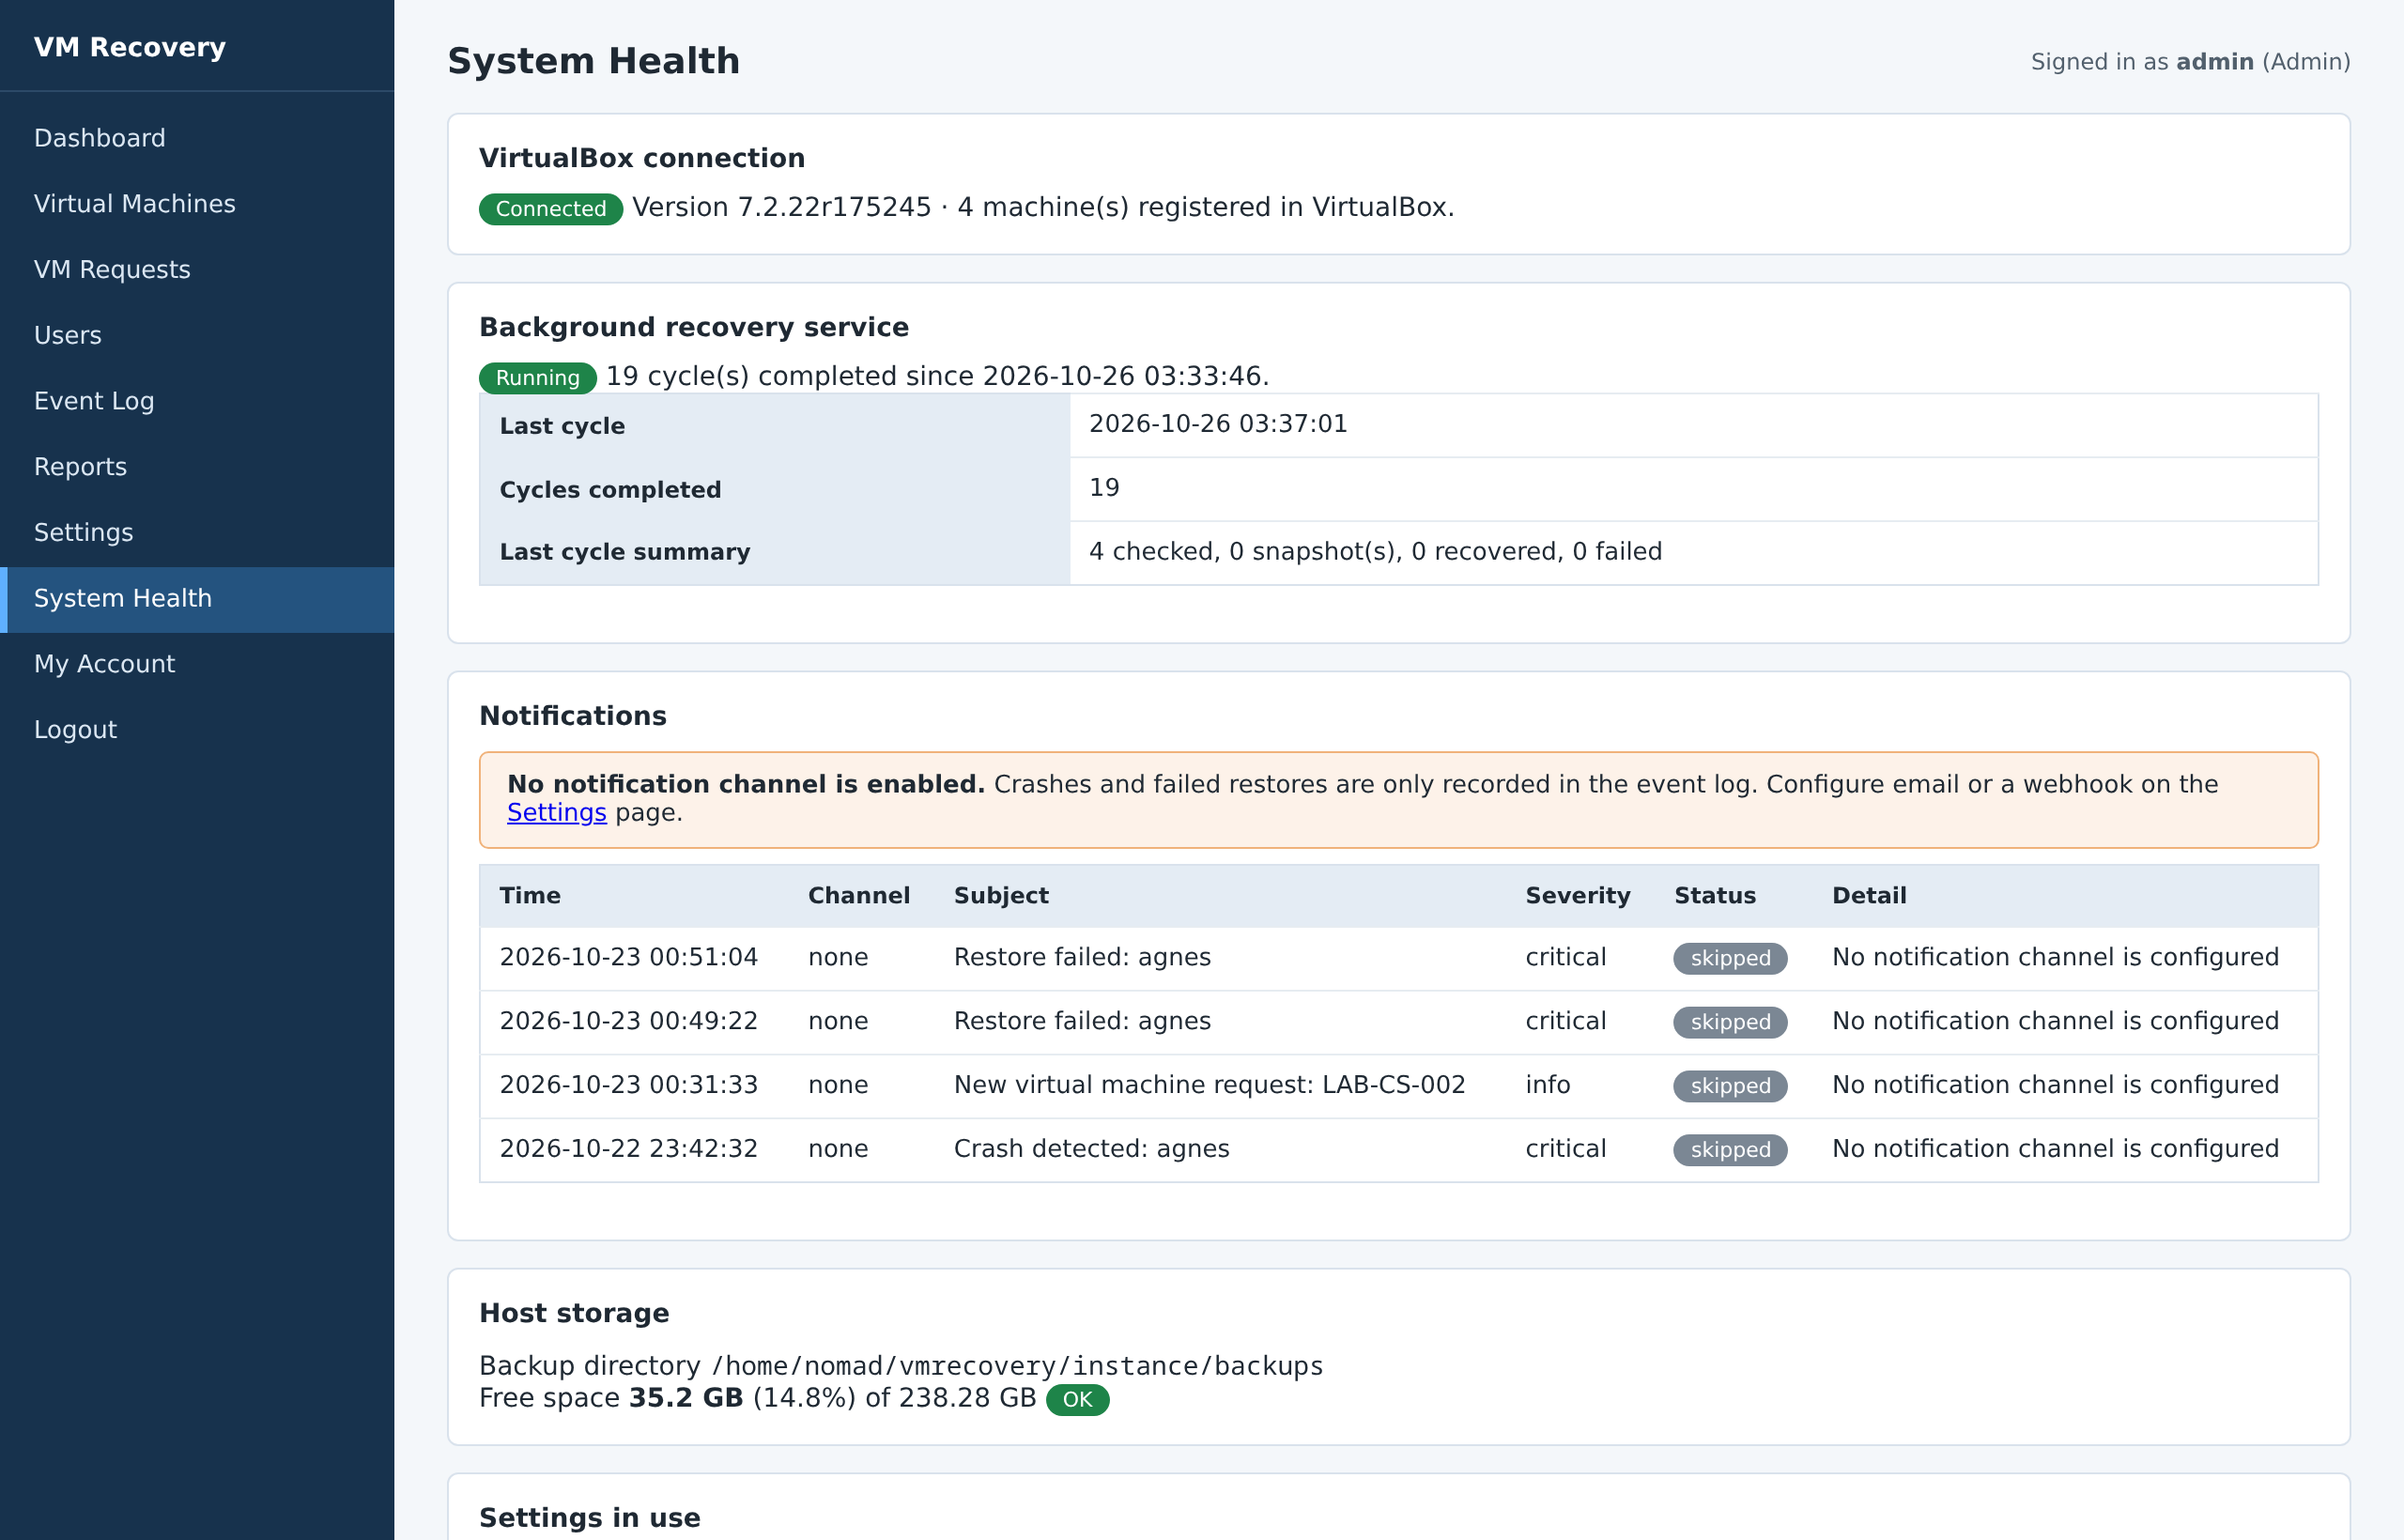 VM Recovery
Dashboard
Virtual Machines
VM Requests
Users
Event Log
Reports
Settings
System Health
My Account
Logout
System Health
Signed in as admin (Admin)
VirtualBox connection
Connected Version 7.2.22r175245 · 4 machine(s) registered in VirtualBox.
Background recovery service
Running 19 cycle(s) completed since 2026-10-26 03:33:46.
Last cycle 2026-10-26 03:37:01
Cycles completed 19
Last cycle summary 4 checked, 0 snapshot(s), 0 recovered, 0 failed
Notifications
No notification channel is enabled. Crashes and failed restores are only recorded in the event log. Configure email or a webhook on the
Settings page.
Time Channel Subject Severity Status Detail
2026-10-23 00:51:04 none Restore failed: agnes critical skipped No notification channel is configured
2026-10-23 00:49:22 none Restore failed: agnes critical skipped No notification channel is configured
2026-10-23 00:31:33 none New virtual machine request: LAB-CS-002 info skipped No notification channel is configured
2026-10-22 23:42:32 none Crash detected: agnes critical skipped No notification channel is configured
Host storage
Backup directory /home/nomad/vmrecovery/instance/backups
Free space 35.2 GB (14.8%) of 238.28 GB OK
Settings in use